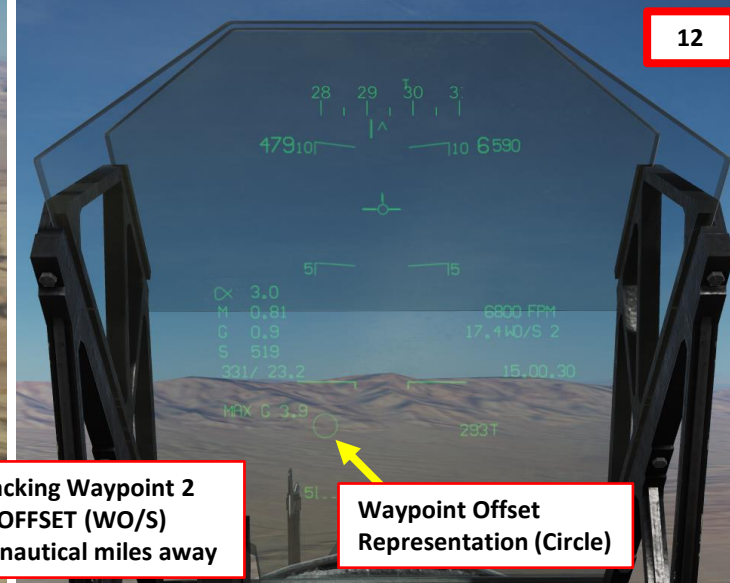 12
28 29 30 3
479 10 10 6590
5 5
α 3.0
M 0.81
G 0.9
S 519
331/ 23.2
6800 FPM
17.4 WO/S 2
15.00.30
MAX G 3.9
293T
5
Waypoint 2
OFFSET (WO/S)
nautical miles away
Waypoint Offset
Representation (Circle)